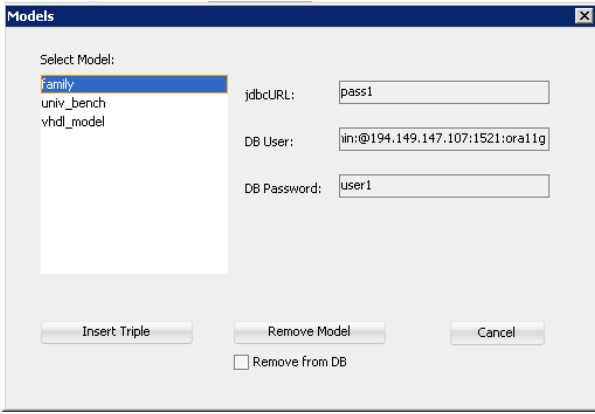 Models
Select Model:
family
univ_bench
vhdl_model
jdbcURL:
pass1
DB User:
hin:@194.149.147.107:1521:ora11g
DB Password:
user1
Insert Triple
Remove Model
Cancel
Remove from DB